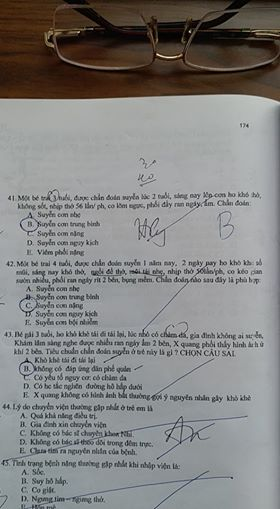 174
30
40
41. Một bé trai 3 tuổi, được chẩn đoán suyễn lúc 2 tuổi, sáng nay lên cơn ho khó thở,
không sốt, nhịp thở 56 lần/ ph, co lõm ngực, phổi đầy ran ngáy, ẩm. Chẩn đoán:
A. Suyễn cơn nhẹ
B. Suyễn cơn trung bình
C. Suyễn cơn nặng
D. Suyễn cơn nguy kịch
E. Viêm phổi nặng
B
42. Một bé trai 4 tuổi, được chẩn đoán suyễn 1 năm nay, 2 ngày nay ho khò khè sổ
mũi, sáng nay khó thở, ngồi để thở, môi tái nhẹ, nhịp thở 50lần/ph, co kéo gian
sườn nhiều, phổi ran ngáy rít 2 bên, bụng mềm. Chẩn đoán nào sau đây là phù hợp:
A. Suyễn cơn nhẹ
B. Suyễn cơn trung bình
C. Suyễn cơn nặng
D. Suyễn cơn nguy kịch
E. Suyễn bội nhiễm
43. Bé gái 3 tuổi, ho khò khè tái đi tái lại, lúc nhỏ có chàm da, gia đình không ai suyễn,
Khám lâm sàng nghe được nhiều ran ngáy ẩm 2 bên, X quang phổi thấy hình ảnh ứ
khí 2 bên. Tiêu chuẩn chẩn đoán suyễn ở trẻ này là gì ? CHỌN CÂU SAI.
A. Khò khè tái đi tái lại
B. không có đáp ứng dãn phế quản
C. Có yếu tố nguy cơ: có chàm da
D. Có hc tắc nghẽn đường hô hấp dưới
E. X quang không có hình ảnh bất thường gợi ý nguyên nhân gây khò khè
44. Lý do chuyển viện thường gặp nhất ở trẻ em là
A. Quá khả năng điều trị.
B. Gia đình xin chuyển viện
C. Không có bác sĩ chuyên khoa Nhi.
D. Không có bác sĩ theo dõi trong đêm trực.
E. Chưa tìm ra nguyên nhân của bệnh.
45. Tình trạng bệnh nặng thường gặp nhất khi nhập viện là:
A. Sốc.
B. Suy hô hấp.
C. Co giật.
D. Ngưng tim – ngưng thở.
E. Hôn mê